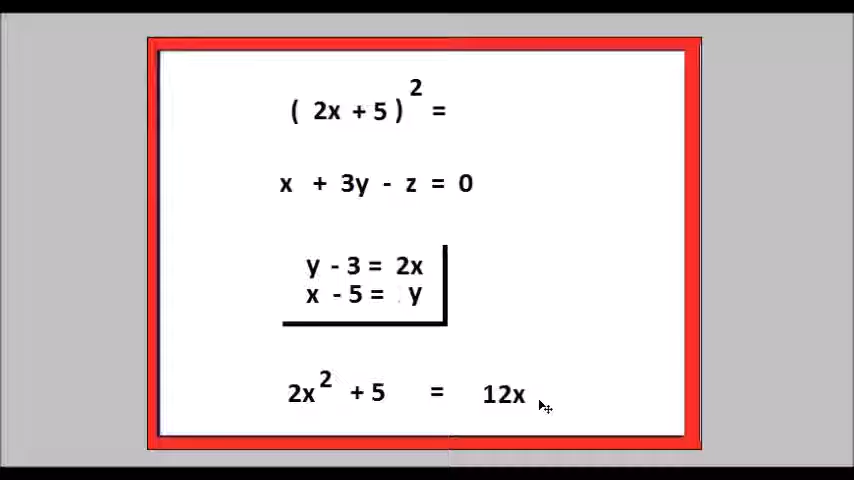 ( 2x + 5 )² =
x + 3y - z = 0
y - 3 = 2x
x - 5 = y
2x² + 5 = 12x